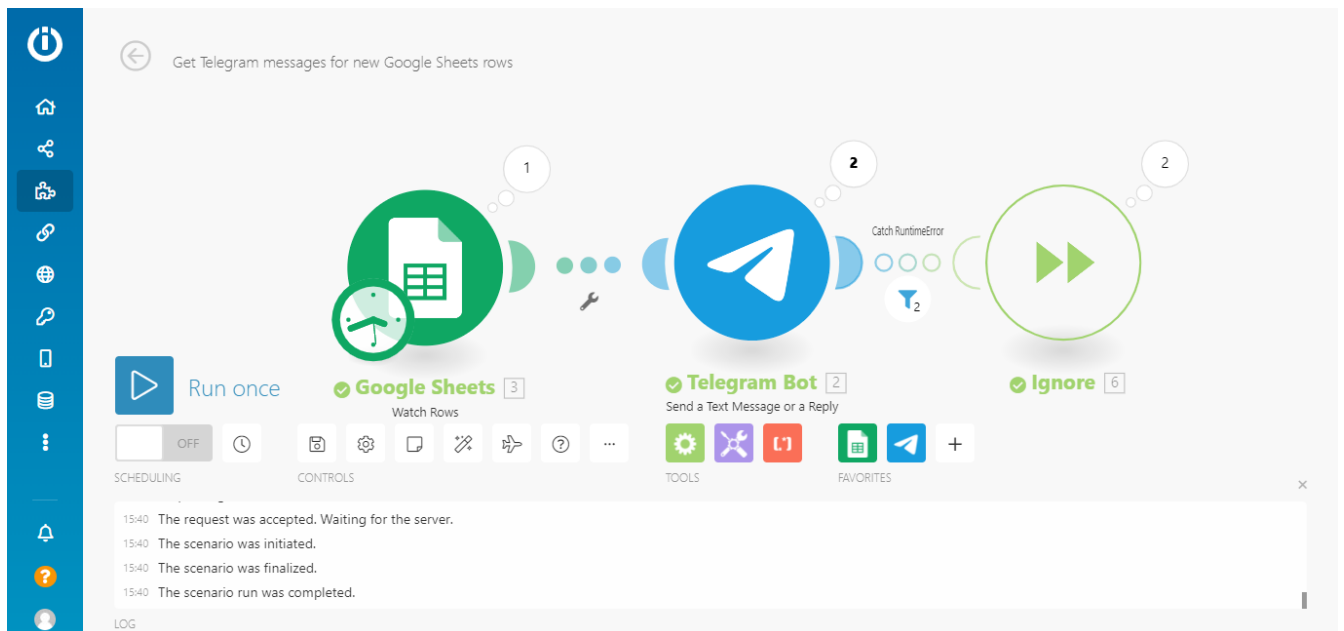 Get Telegram messages for new Google Sheets rows
1
2
2
Catch RuntimeError
2
Run once
Google Sheets 3
Watch Rows
Telegram Bot 2
Send a Text Message or a Reply
Ignore 6
OFF
SCHEDULING
CONTROLS
TOOLS
FAVORITES
15:40 The request was accepted. Waiting for the server.
15:40 The scenario was initiated.
15:40 The scenario was finalized.
15:40 The scenario run was completed.
LOG